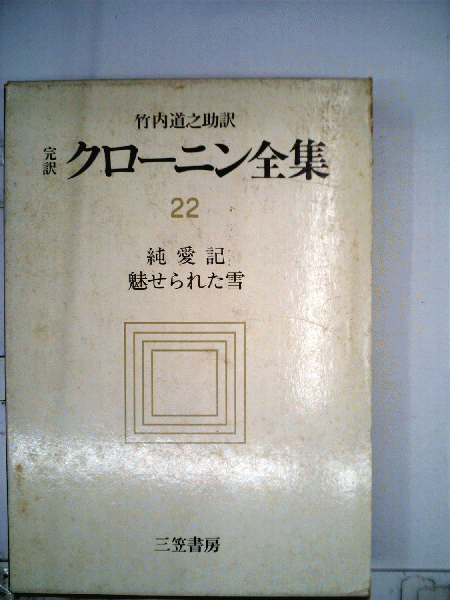 竹内道之助訳
完訳 クローニン全集
22
純愛記
魅せられた雪
三笠書房